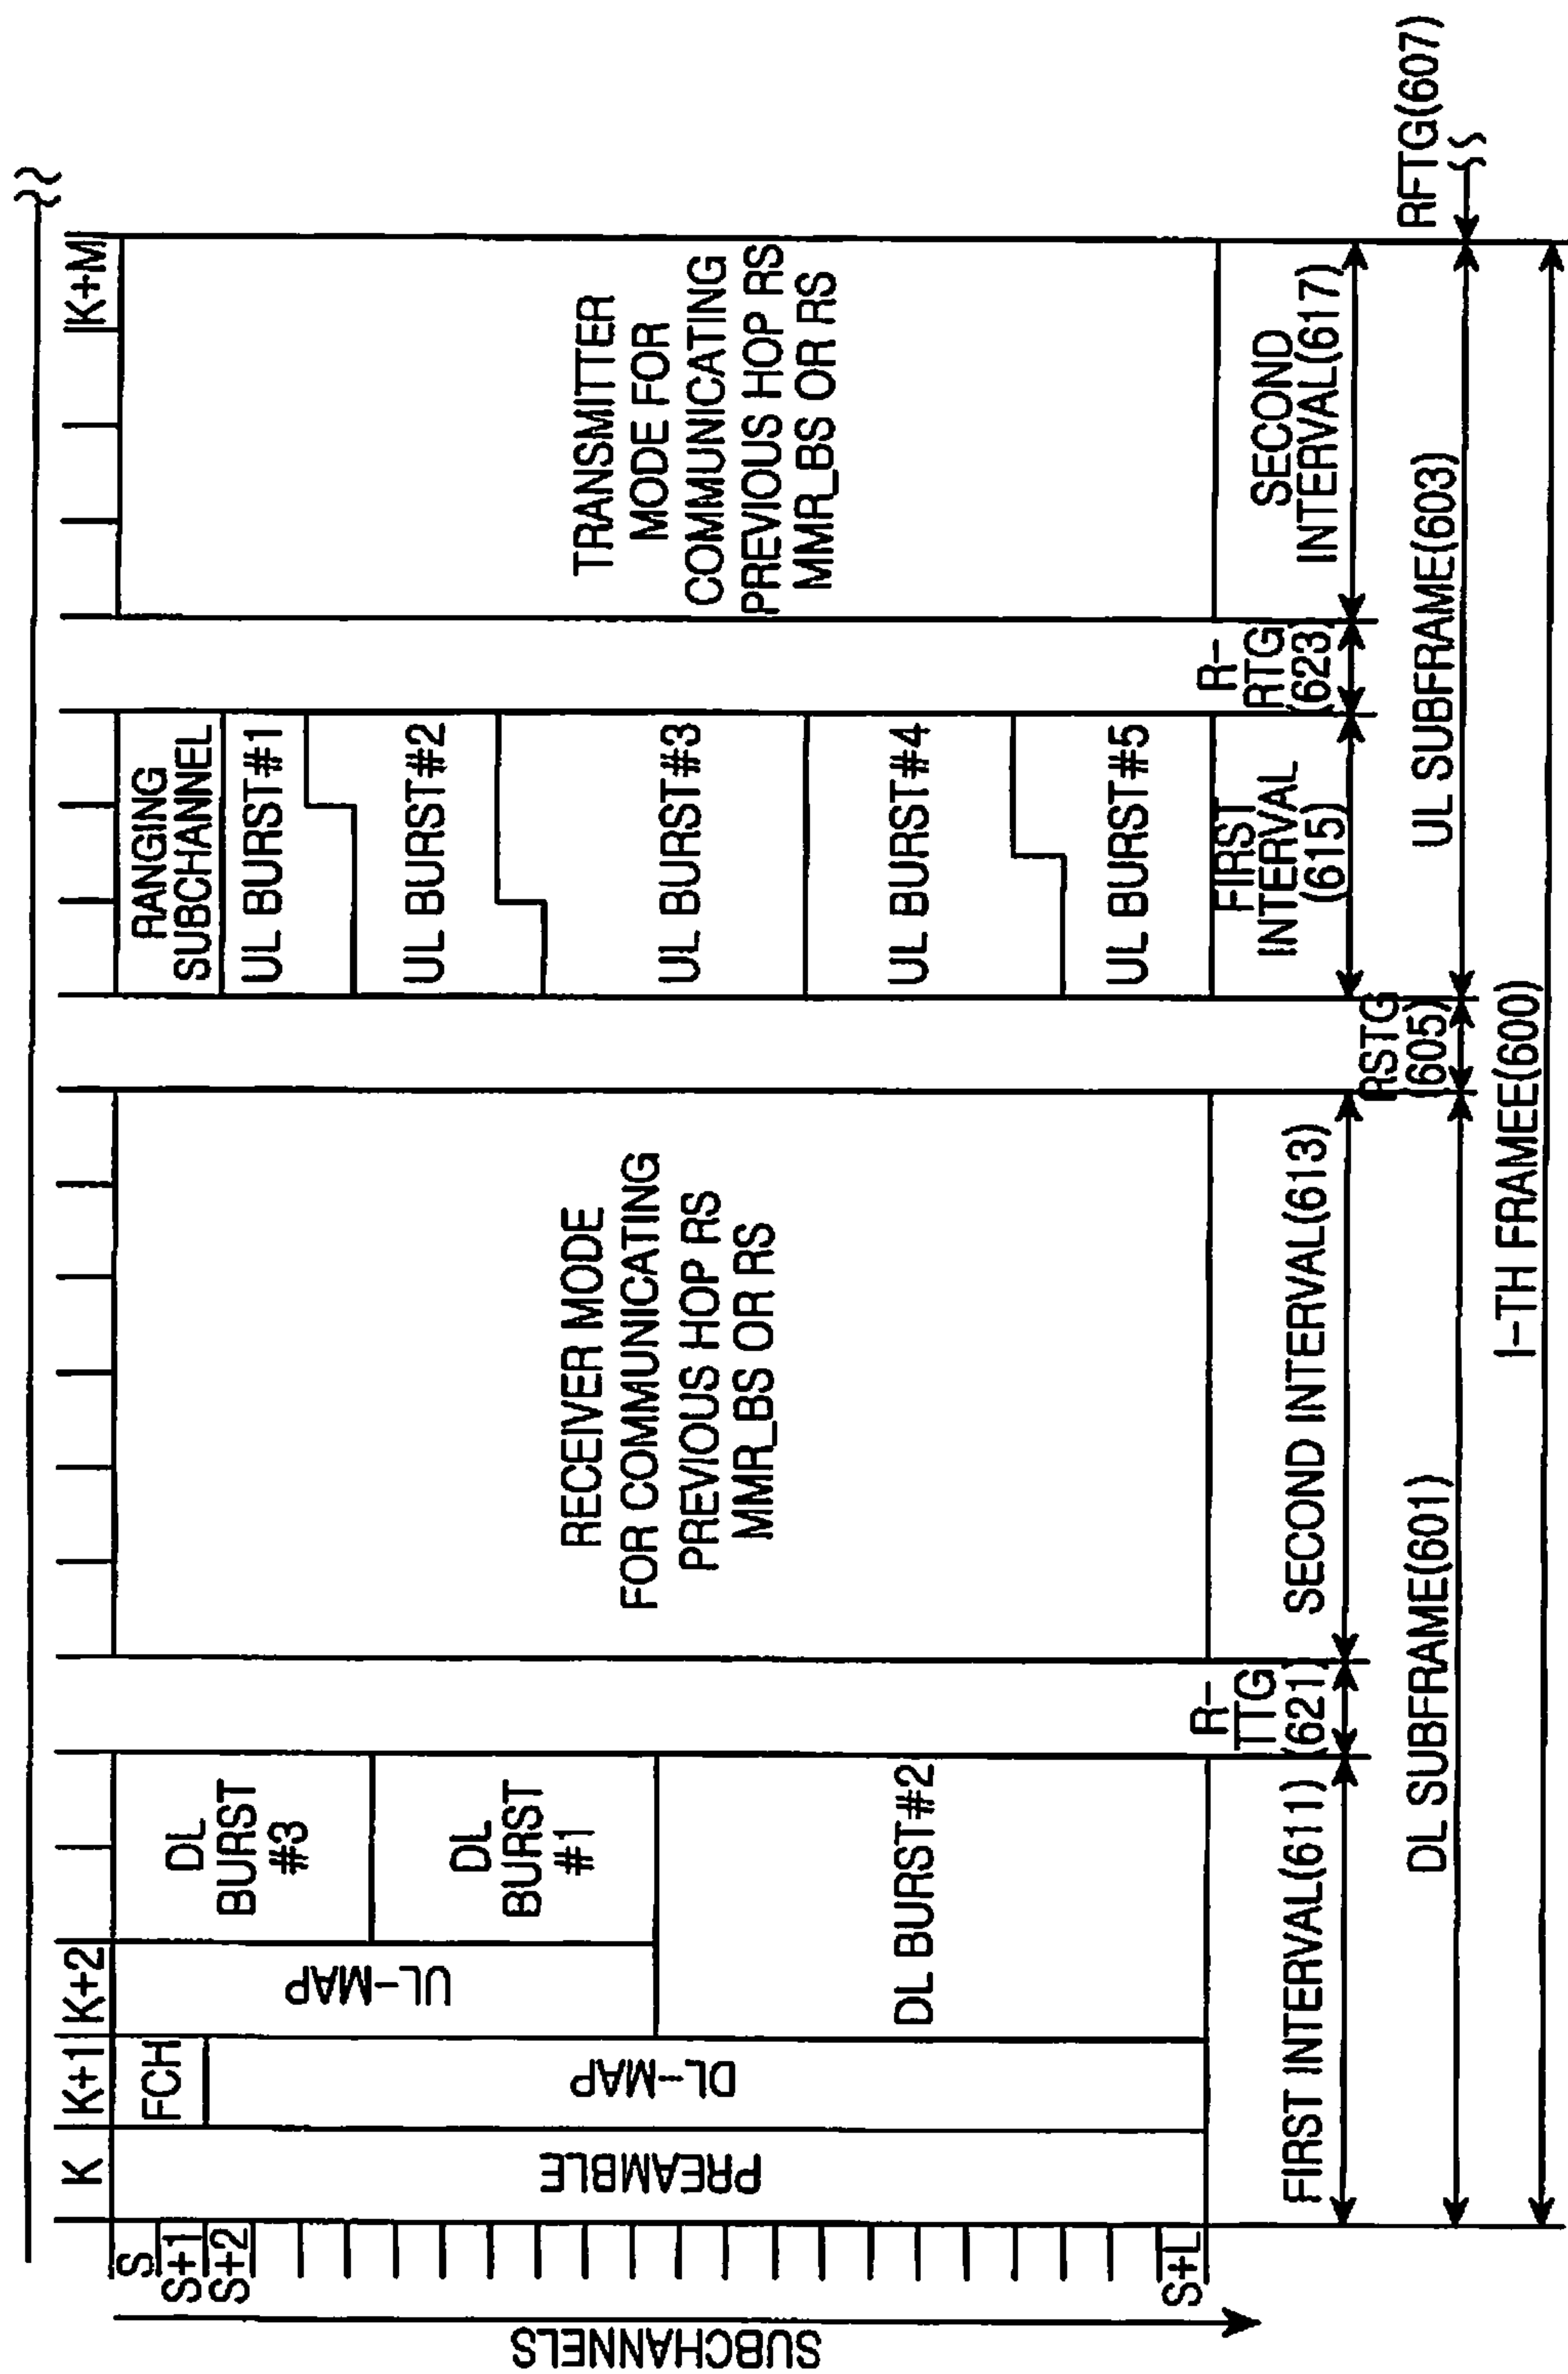 K
K+1
K+2
K+M
SUBCHANNELS
S
S+1
S+2
S+L
PREAMBLE
FCH
DL-MAP
UL-MAP
DL
BURST
#3
DL
BURST
#1
DL BURST#2
RECEIVER MODE
FOR COMMUNICATING
PREVIOUS HOP RS
MMR_BS OR RS
RANGING
SUBCHANNEL
UL BURST#1
UL BURST#2
UL BURST#3
UL BURST#4
UL BURST#5
TRANSMITTER
MODE FOR
COMMUNICATING
PREVIOUS HOP RS
MMR_BS OR RS
FIRST INTERVAL(611)
R-
TTG
(621)
SECOND INTERVAL(613)
RSTG
(605)
FIRST
INTERVAL
(615)
R-
RTG
(623)
SECOND
INTERVAL(617)
DL SUBFRAME(601)
UL SUBFRAME(603)
RFTG(607)
I-TH FRAMEE(600)